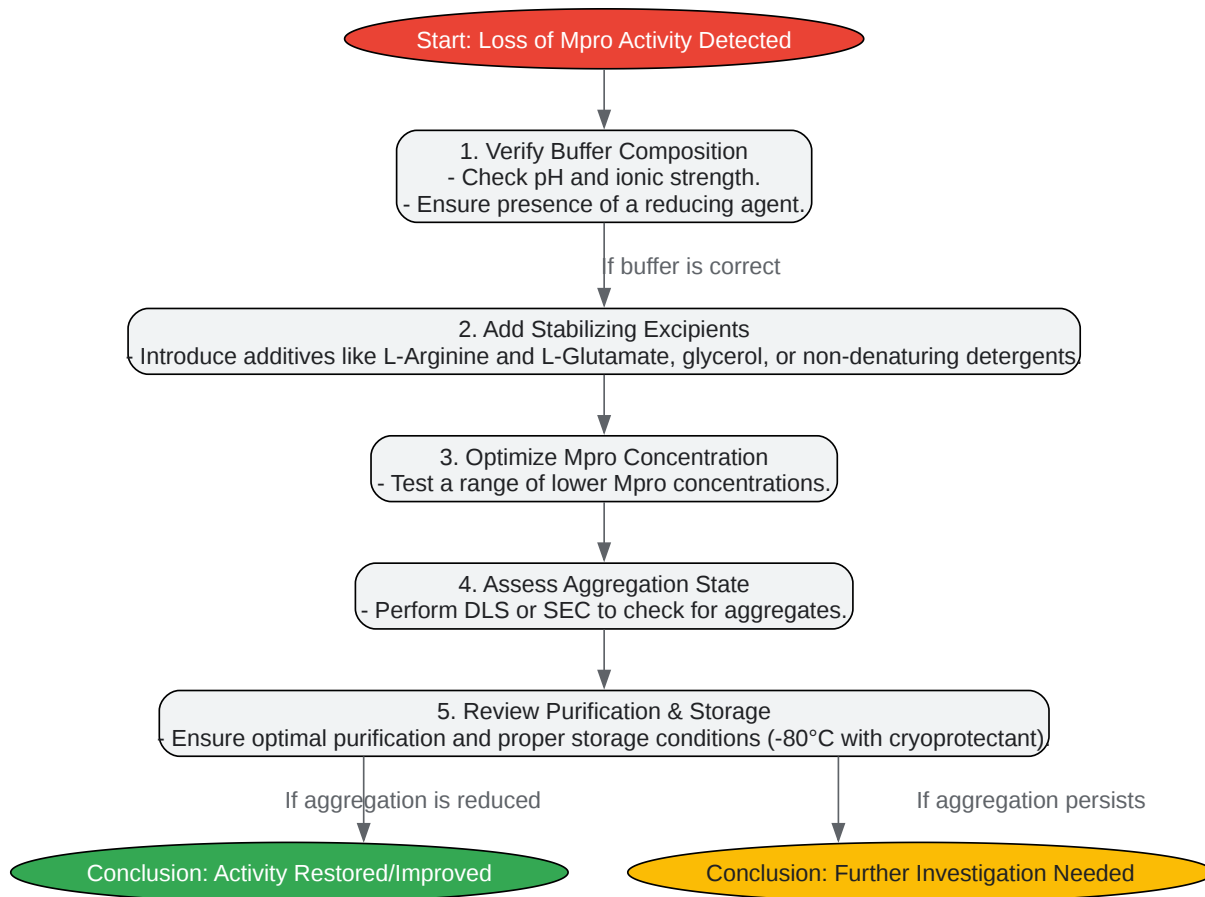 Start: Loss of Mpro Activity Detected
1. Verify Buffer Composition
- Check pH and ionic strength.
- Ensure presence of a reducing agent.
If buffer is correct
2. Add Stabilizing Excipients
- Introduce additives like L-Arginine and L-Glutamate, glycerol, or non-denaturing detergents.
3. Optimize Mpro Concentration
- Test a range of lower Mpro concentrations.
4. Assess Aggregation State
- Perform DLS or SEC to check for aggregates.
5. Review Purification & Storage
- Ensure optimal purification and proper storage conditions (-80°C with cryoprotectant).
If aggregation is reduced
If aggregation persists
Conclusion: Activity Restored/Improved
Conclusion: Further Investigation Needed